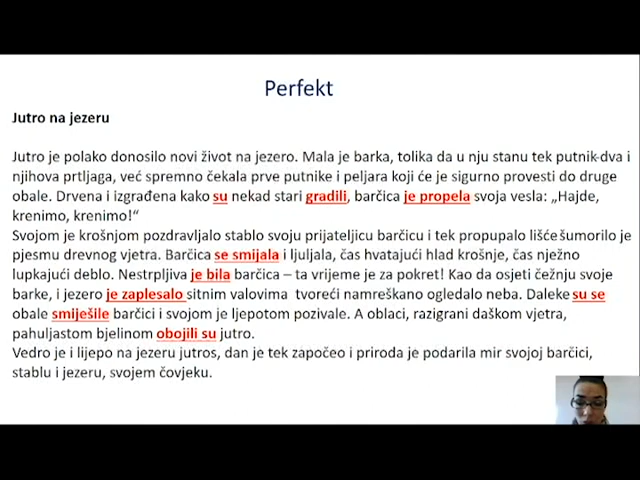 Perfekt
Jutro na jezeru
Jutro je polako donosilo novi život na jezero. Mala je barka, tolika da u nju stanu tek putnik-dva i
njihova prtljaga, već spremno čekala prve putnike i peljara koji će je sigurno provesti do druge
obale. Drvena i izgrađena kako su nekad stari gradili, barčica je propela svoja vesla: „Hajde,
krenimo, krenimo!“
Svojom je krošnjom pozdravljalo stablo svoju prijateljicu barčicu i tek propupalo lišće šumorilo je
pjesmu drevnog vjetra. Barčica se smijala i ljuljala, čas hvatajući hlad krošnje, čas nježno
lupkajući deblo. Nestrpljiva je bila barčica – ta vrijeme je za pokret! Kao da osjeti čežnju svoje
barke, i jezero je zaplesalo sitnim valovima tvoreći namreškano ogledalo neba. Daleke su se
obale smiješile barčici i svojom je ljepotom pozivale. A oblaci, razigrani daškom vjetra,
pahuljastom bjelinom obojili su jutro.
Vedro je i lijepo na jezeru jutros, dan je tek započeo i priroda je podarila mir svojoj barčici,
stablu i jezeru, svojem čovjeku.